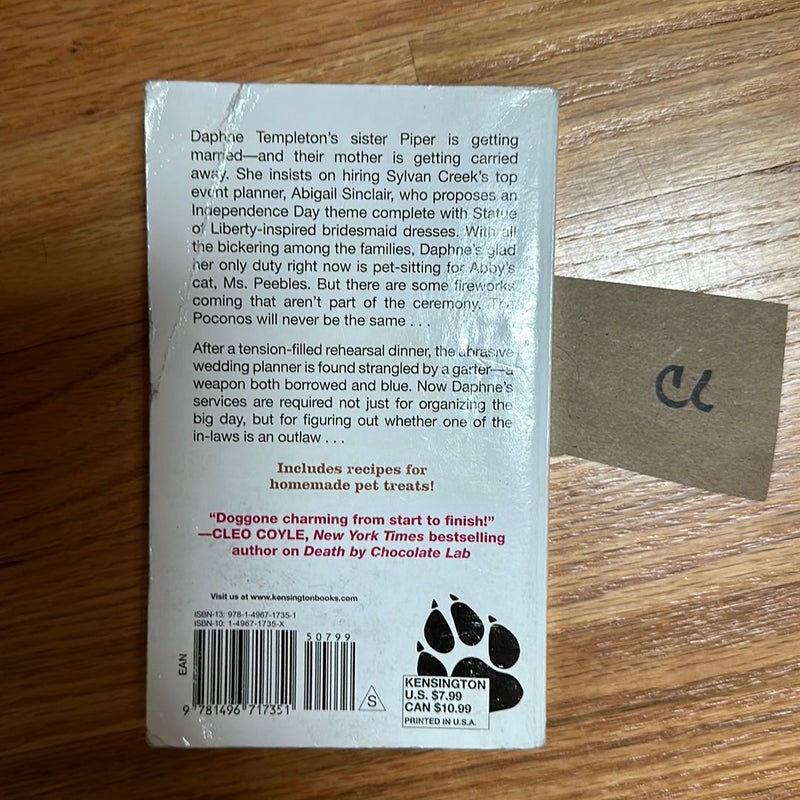 Daphne Templeton's sister Piper is getting
married—and their mother is getting carried
away. She insists on hiring Sylvan Creek's top
event planner, Abigail Sinclair, who proposes an
Independence Day theme complete with Statue
of Liberty-inspired bridesmaid dresses. With all
the bickering among the families, Daphne's glad
her only duty right now is pet-sitting for Abby's
cat, Ms. Peebles. But there are some fireworks
coming that aren't part of the ceremony. The
Poconos will never be the same . . .
After a tension-filled rehearsal dinner, the abrasive
wedding planner is found strangled by a garter—a
weapon both borrowed and blue. Now Daphne's
services are required not just for organizing the
big day, but for figuring out whether one of the
in-laws is an outlaw . . .
Includes recipes for
homemade pet treats!
"Doggone charming from start to finish!"
—CLEO COYLE, New York Times bestselling
author on Death by Chocolate Lab
Visit us at www.kensingtonbooks.com
ISBN-13: 978-1-4967-1735-1
ISBN-10: 1-4967-1735-X
50799
EAN
9 781496 717351
S
KENSINGTON
U.S. $7.99
CAN $10.99
PRINTED IN U.S.A.